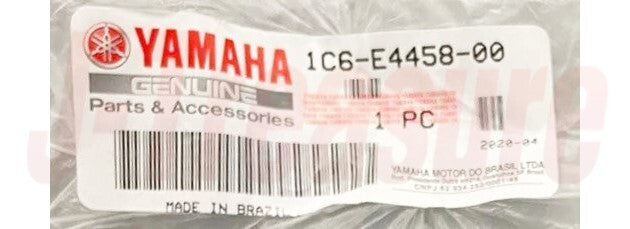 YAMAHA
GENUINE
Parts & Accessories
1C6-E4458-00
1 PC
2020-04
YAMAHA MOTOR DO BRASIL LTDA
MADE IN BRAZIL